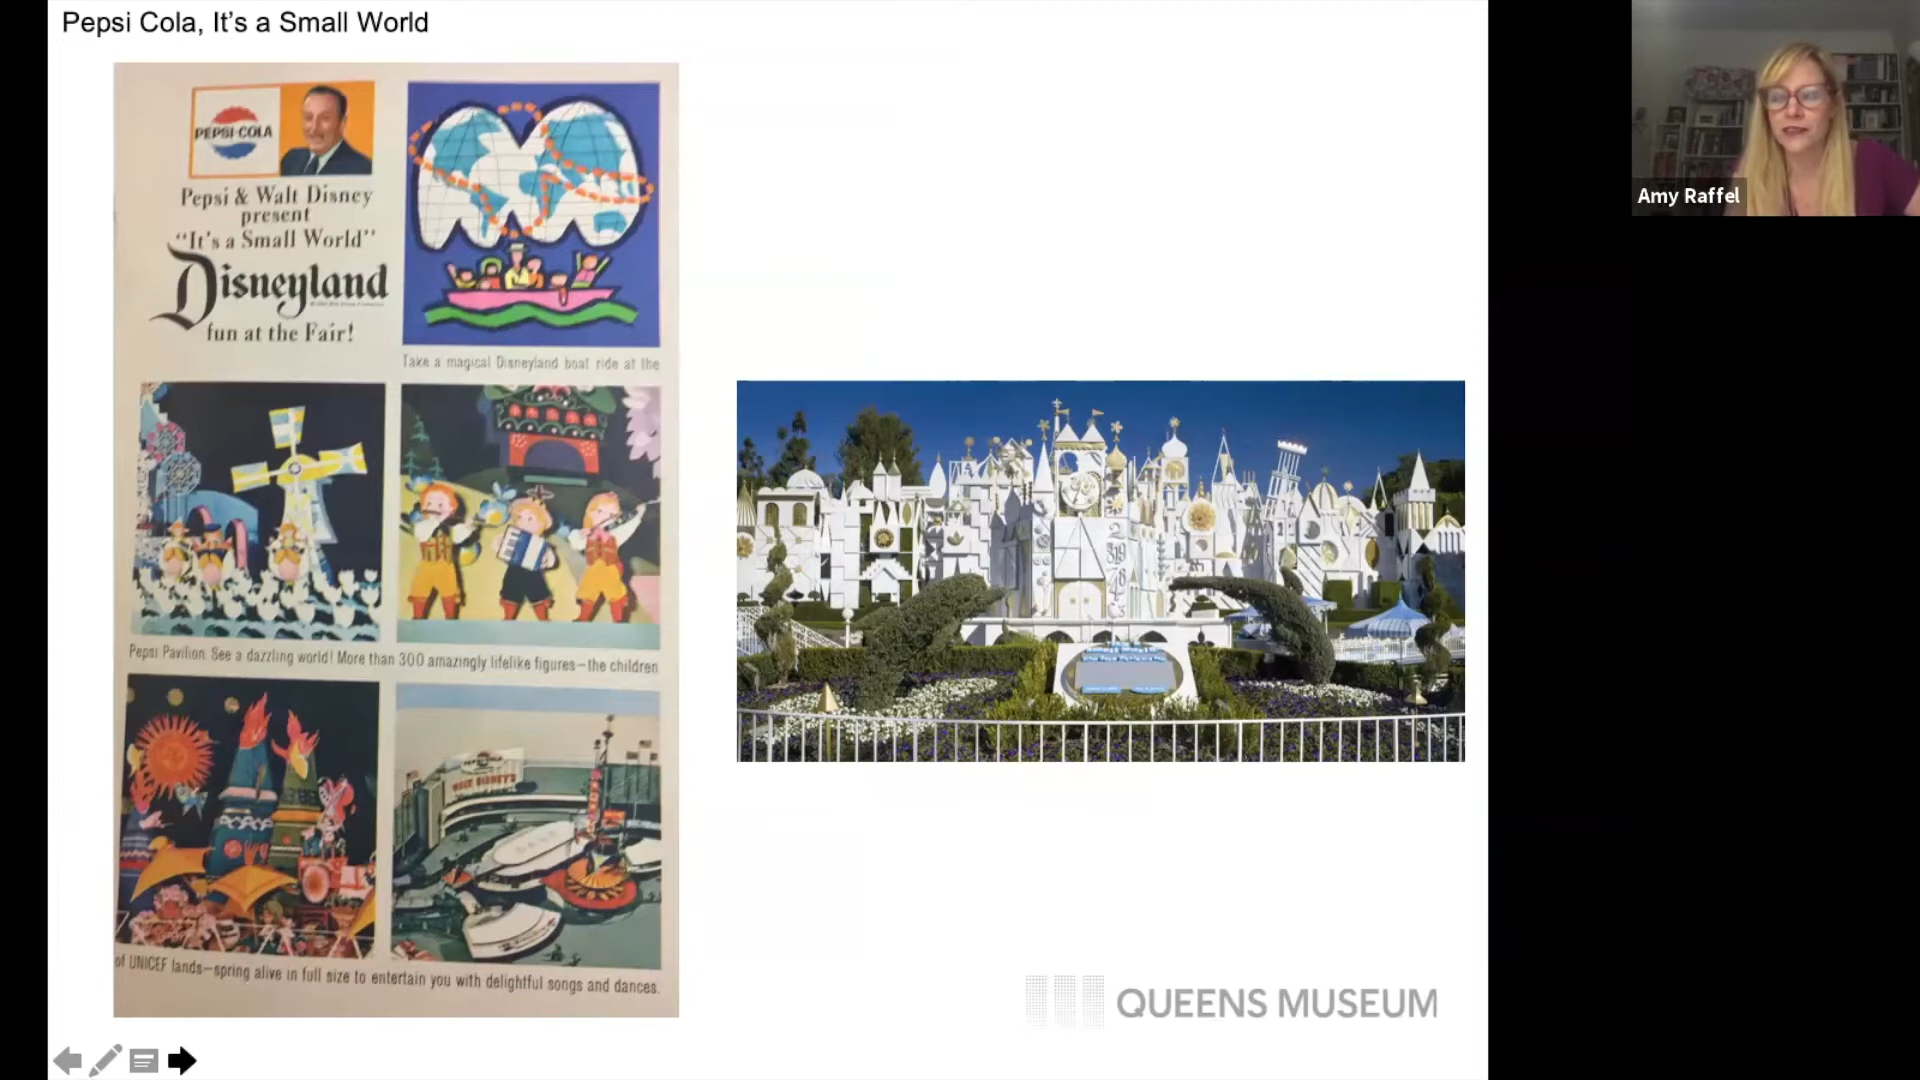 Pepsi Cola, It’s a Small World
PEPSI-COLA
Pepsi & Walt Disney
present
“It's a Small World”
Disneyland
fun at the Fair!
Take a magical Disneyland boat ride at the
Pepsi Pavilion. See a dazzling world! More than 300 amazingly lifelike figures—the children
PEPSI-COLA
WALT DISNEY'S
of UNICEF lands—spring alive in full size to entertain you with delightful songs and dances.
QUEENS MUSEUM
Amy Raffel